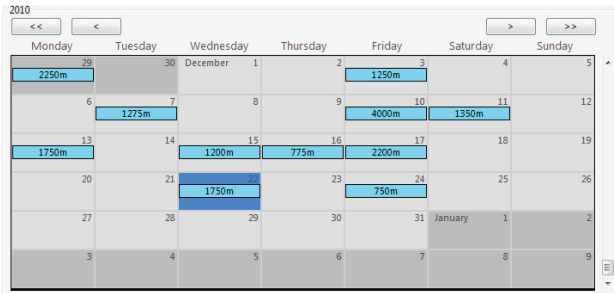 2010
<< < > >>
Monday Tuesday Wednesday Thursday Friday Saturday Sunday
29 30 December 1 2 3 4 5
2250m 1250m
6 7 8 9 10 11 12
1275m 4000m 1350m
13 14 15 16 17 18 19
1750m 1200m 775m 2200m
20 21 22 23 24 25 26
1750m 750m
27 28 29 30 31 January 1 2
3 4 5 6 7 8 9